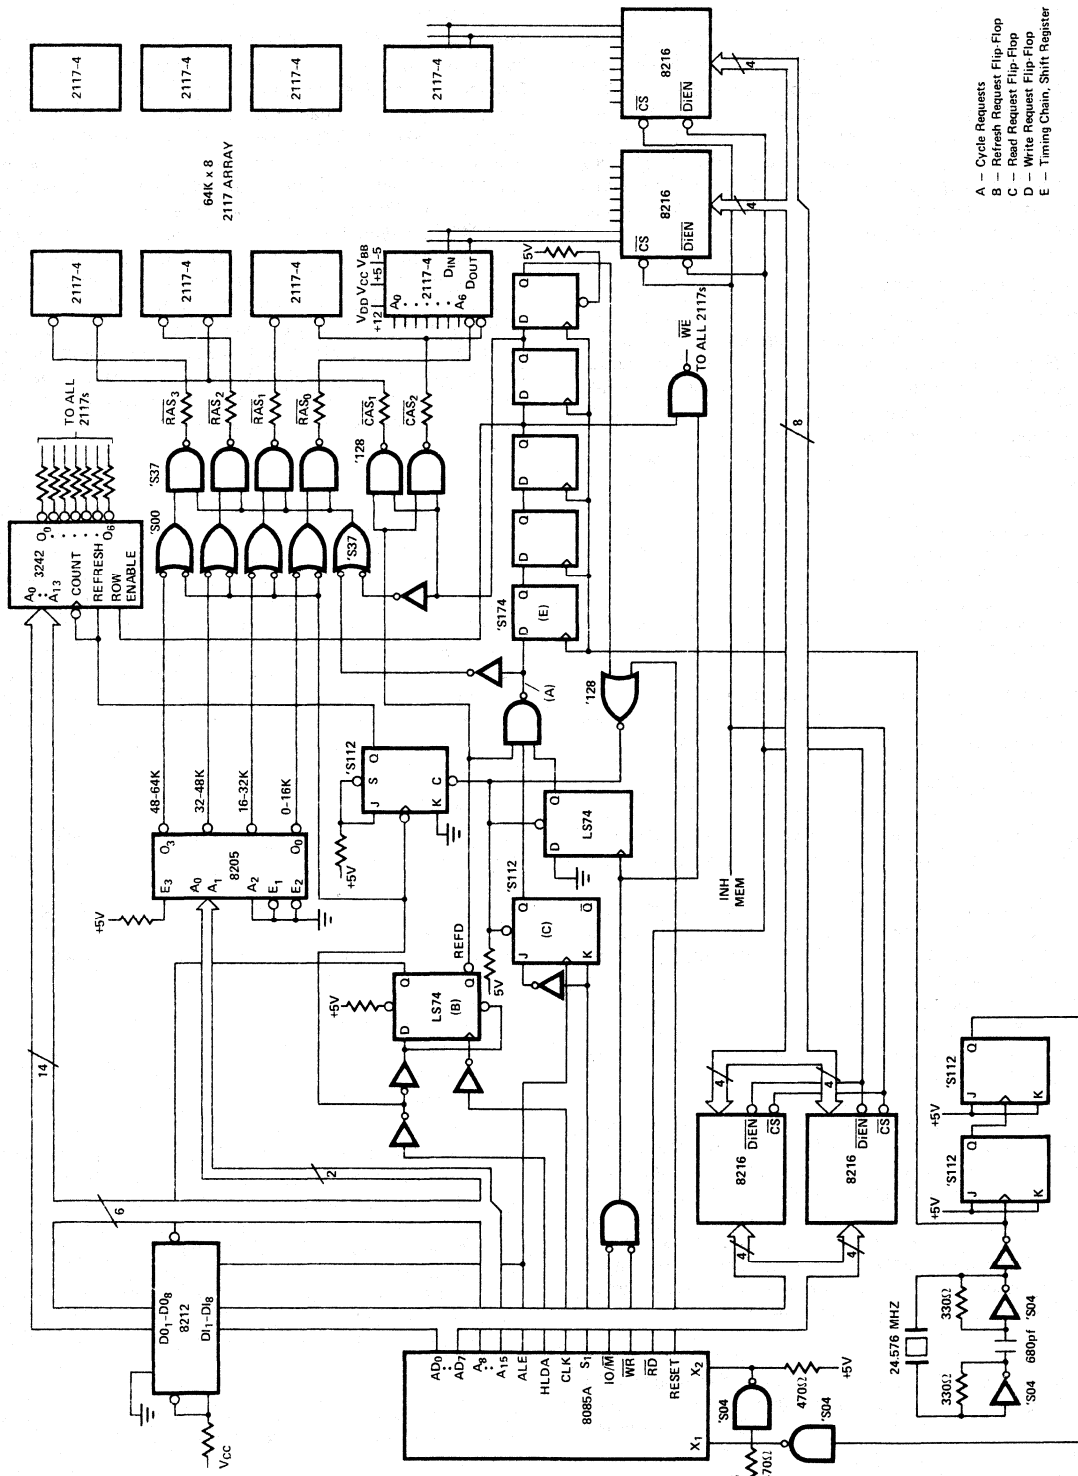 2117-4
2117-4
2117-4
2117-4
64K x 8
2117 ARRAY
2117-4
2117-4
2117-4
VDD VCC VBB
+12 +5 -5
A0
2117-4
A6
DIN
DOUT
8216
CS
DiEN
4
8216
CS
DiEN
4
A — Cycle Requests
B — Refresh Request Flip-Flop
C — Read Request Flip-Flop
D — Write Request Flip-Flop
E — Timing Chain, Shift Register
TO ALL
2117s
A0
A13
3242
O0
O6
COUNT
REFRESH
ROW
ENABLE
'S37
'S00
RAS3
RAS2
RAS1
RAS0
CAS1
CAS2
'128
'S37
5V
D Q
D Q
D Q
D Q
D Q
(E)
'S174
WE
TO ALL 2117s
8
48-64K
32-48K
16-32K
0-16K
E3
A0
A1
A2
E1
E2
O3
8205
O0
+5V
'S112
J S Q
K C
+5V
(A)
'128
D Q
LS74
'S112
J Q
(C)
K Q
5V
INH
MEM
REFD
+5V
D Q
LS74
(B)
Q
14
6
2
DO1-DO8
8212
DI1-DI8
VCC
AD0
AD7
A8
A15
ALE
HLDA
CLK
S1
IO/M
WR
RD
RESET
8085A
X1
X2
'S04
470Ω
+5V
'S04
70Ω
8216
DiEN
CS
4
4
8216
DiEN
CS
4
4
24.576 MHZ
330Ω
330Ω
680pf
'S04
'S04
+5V
'S112
J Q
K
+5V
'S112
J Q
K